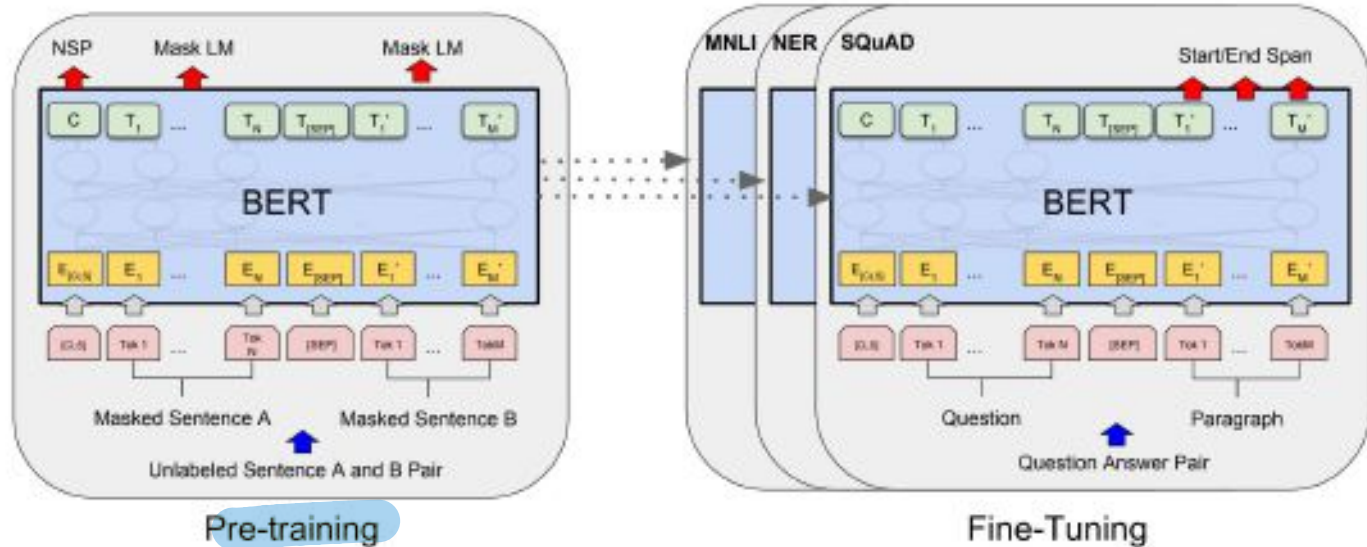 NSP Mask LM Mask LM
C T1 ... TN T[SEP] T1' ... TM'
BERT
E[CLS] E1 ... EN E[SEP] E1' ... EM'
[CLS] Tok 1 ... Tok N [SEP] Tok 1 ... TokM
Masked Sentence A Masked Sentence B
Unlabeled Sentence A and B Pair
Pre-training
MNLI NER SQuAD
Start/End Span
C T1 ... TN T[SEP] T1' ... TM'
BERT
E[CLS] E1 ... EN E[SEP] E1' ... EM'
[CLS] Tok 1 ... Tok N [SEP] Tok 1 ... TokM
Question Paragraph
Question Answer Pair
Fine-Tuning